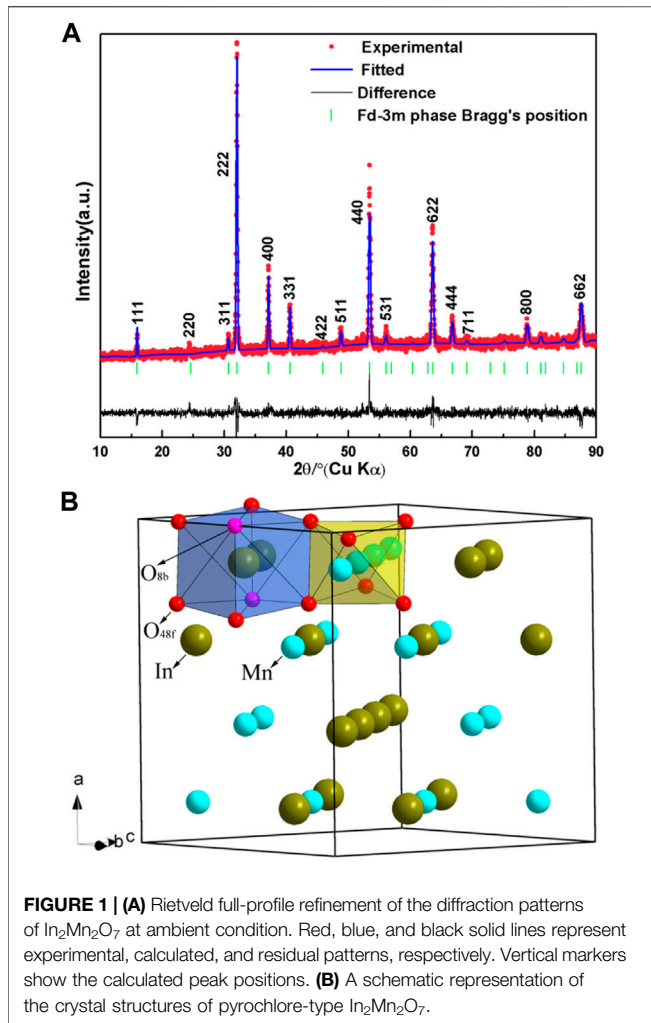 A
Experimental
Fitted
Difference
Fd-3m phase Bragg's position
Intensity(a.u.)
111
220
311
222
400
331
422
511
440
531
622
444
711
800
662
10 20 30 40 50 60 70 80 90
2θ/°(Cu Kα)
B
O8b
O48f
In
Mn
a
b c
FIGURE 1 | (A) Rietveld full-profile refinement of the diffraction patterns
of In₂Mn₂O₇ at ambient condition. Red, blue, and black solid lines represent
experimental, calculated, and residual patterns, respectively. Vertical markers
show the calculated peak positions. (B) A schematic representation of
the crystal structures of pyrochlore-type In₂Mn₂O₇.